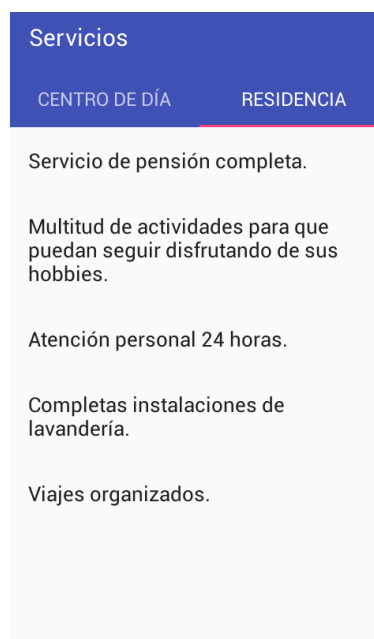 Servicios
CENTRO DE DÍA
RESIDENCIA
Servicio de pensión completa.
Multitud de actividades para que
puedan seguir disfrutando de sus
hobbies.
Atención personal 24 horas.
Completas instalaciones de
lavandería.
Viajes organizados.